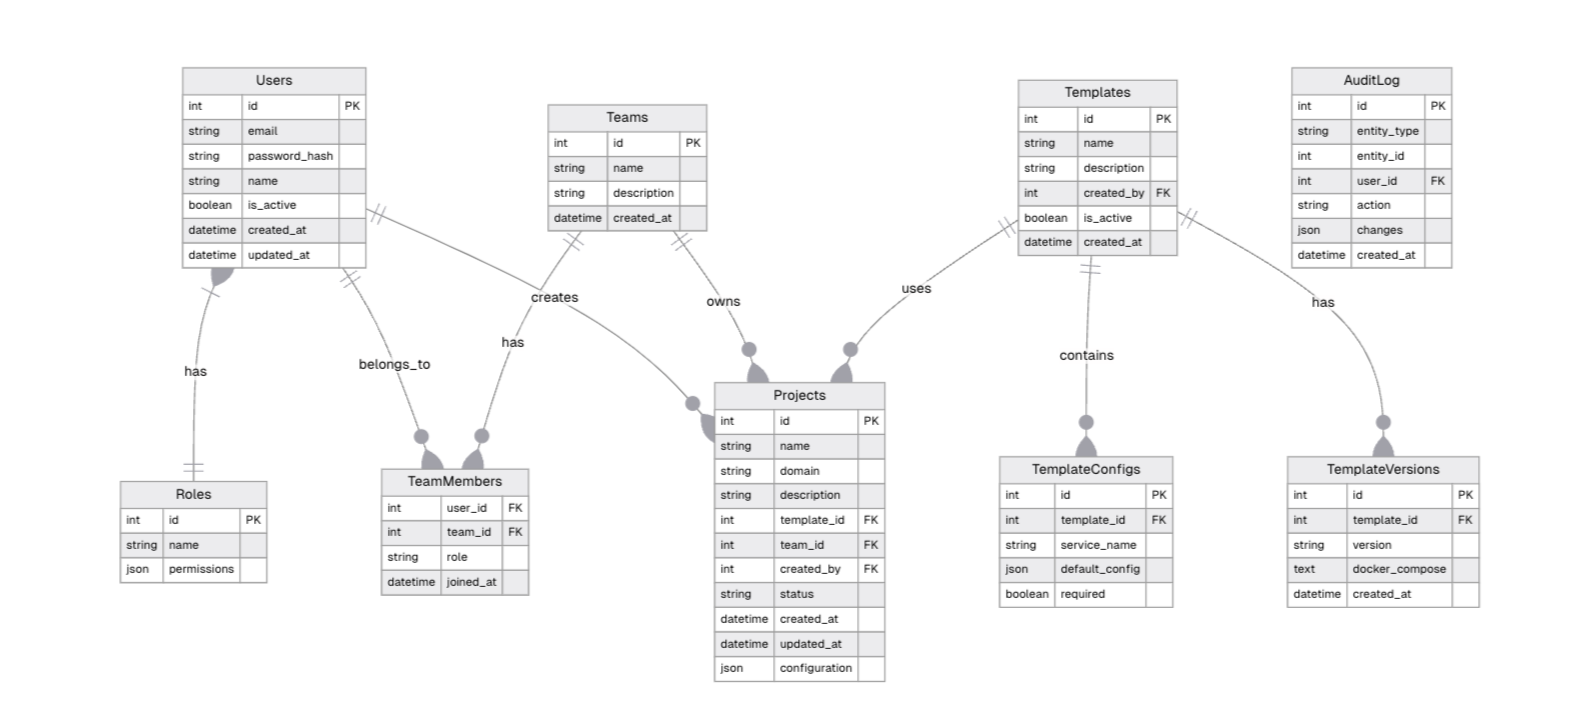 Users
int id PK
string email
string password_hash
string name
boolean is_active
datetime created_at
datetime updated_at
Teams
int id PK
string name
string description
datetime created_at
Templates
int id PK
string name
string description
int created_by FK
boolean is_active
datetime created_at
AuditLog
int id PK
string entity_type
int entity_id
int user_id FK
string action
json changes
datetime created_at
creates
owns
uses
has
has
belongs_to
has
contains
Roles
int id PK
string name
json permissions
TeamMembers
int user_id FK
int team_id FK
string role
datetime joined_at
Projects
int id PK
string name
string domain
string description
int template_id FK
int team_id FK
int created_by FK
string status
datetime created_at
datetime updated_at
json configuration
TemplateConfigs
int id PK
int template_id FK
string service_name
json default_config
boolean required
TemplateVersions
int id PK
int template_id FK
string version
text docker_compose
datetime created_at